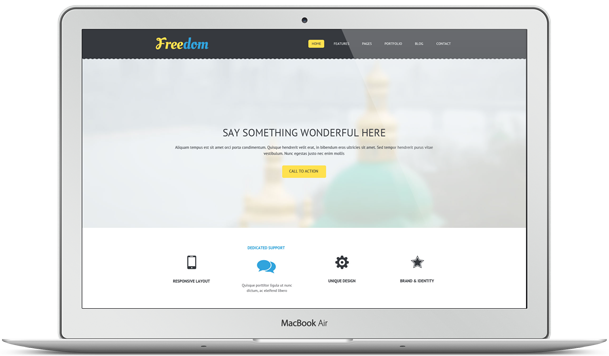 Freedom
HOME FEATURES PAGES PORTFOLIO BLOG CONTACT
SAY SOMETHING WONDERFUL HERE
Aliquam tempus est sit amet orci porta condimentum. Quisque hendrerit velit erat, in bibendum eros ultricies sit amet. Sed tempor hendrerit purus vitae
vestibulum. Nunc egestas justo nec enim mattis.
CALL TO ACTION
DEDICATED SUPPORT
RESPONSIVE LAYOUT
Quisque porttitor ligula ut nunc
dictum, ac eleifend libero
UNIQUE DESIGN
BRAND & IDENTITY
MacBook Air